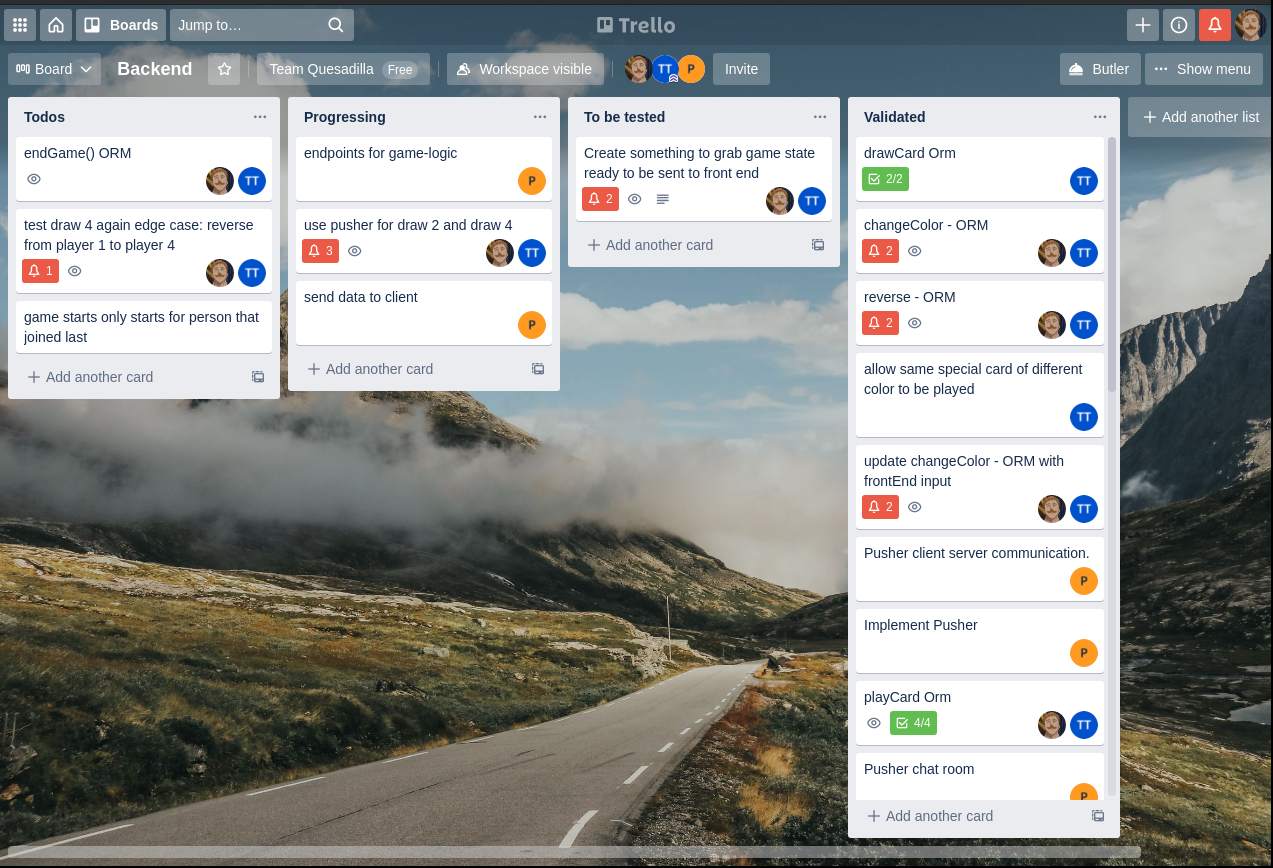 Boards
Jump to…
Trello
Board
Backend
Team Quesadilla Free
Workspace visible
TT
P
Invite
Butler
Show menu
Todos
endGame() ORM
TT
test draw 4 again edge case: reverse
from player 1 to player 4
1
TT
game starts only starts for person that
joined last
Add another card
Progressing
endpoints for game-logic
P
use pusher for draw 2 and draw 4
3
TT
send data to client
P
Add another card
To be tested
Create something to grab game state
ready to be sent to front end
2
TT
Add another card
Validated
drawCard Orm
2/2
TT
changeColor - ORM
2
TT
reverse - ORM
2
TT
allow same special card of different
color to be played
TT
update changeColor - ORM with
frontEnd input
2
TT
Pusher client server communication.
P
Implement Pusher
P
playCard Orm
4/4
TT
Pusher chat room
P
Add another card
Add another list